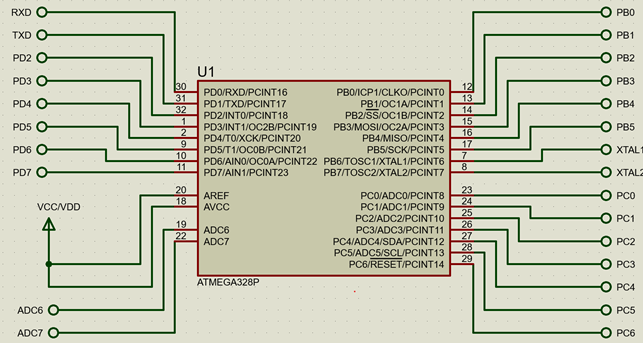 RXD
TXD
PD2
PD3
PD4
PD5
PD6
PD7
VCC/VDD
ADC6
ADC7
U1
30 PD0/RXD/PCINT16
31 PD1/TXD/PCINT17
32 PD2/INT0/PCINT18
1 PD3/INT1/OC2B/PCINT19
2 PD4/T0/XCK/PCINT20
9 PD5/T1/OC0B/PCINT21
10 PD6/AIN0/OC0A/PCINT22
11 PD7/AIN1/PCINT23
20 AREF
18 AVCC
19 ADC6
22 ADC7
PB0/ICP1/CLKO/PCINT0 12
PB1/OC1A/PCINT1 13
PB2/SS/OC1B/PCINT2 14
PB3/MOSI/OC2A/PCINT3 15
PB4/MISO/PCINT4 16
PB5/SCK/PCINT5 17
PB6/TOSC1/XTAL1/PCINT6 7
PB7/TOSC2/XTAL2/PCINT7 8
PC0/ADC0/PCINT8 23
PC1/ADC1/PCINT9 24
PC2/ADC2/PCINT10 25
PC3/ADC3/PCINT11 26
PC4/ADC4/SDA/PCINT12 27
PC5/ADC5/SCL/PCINT13 28
PC6/RESET/PCINT14 29
ATMEGA328P
PB0
PB1
PB2
PB3
PB4
PB5
XTAL1
XTAL2
PC0
PC1
PC2
PC3
PC4
PC5
PC6